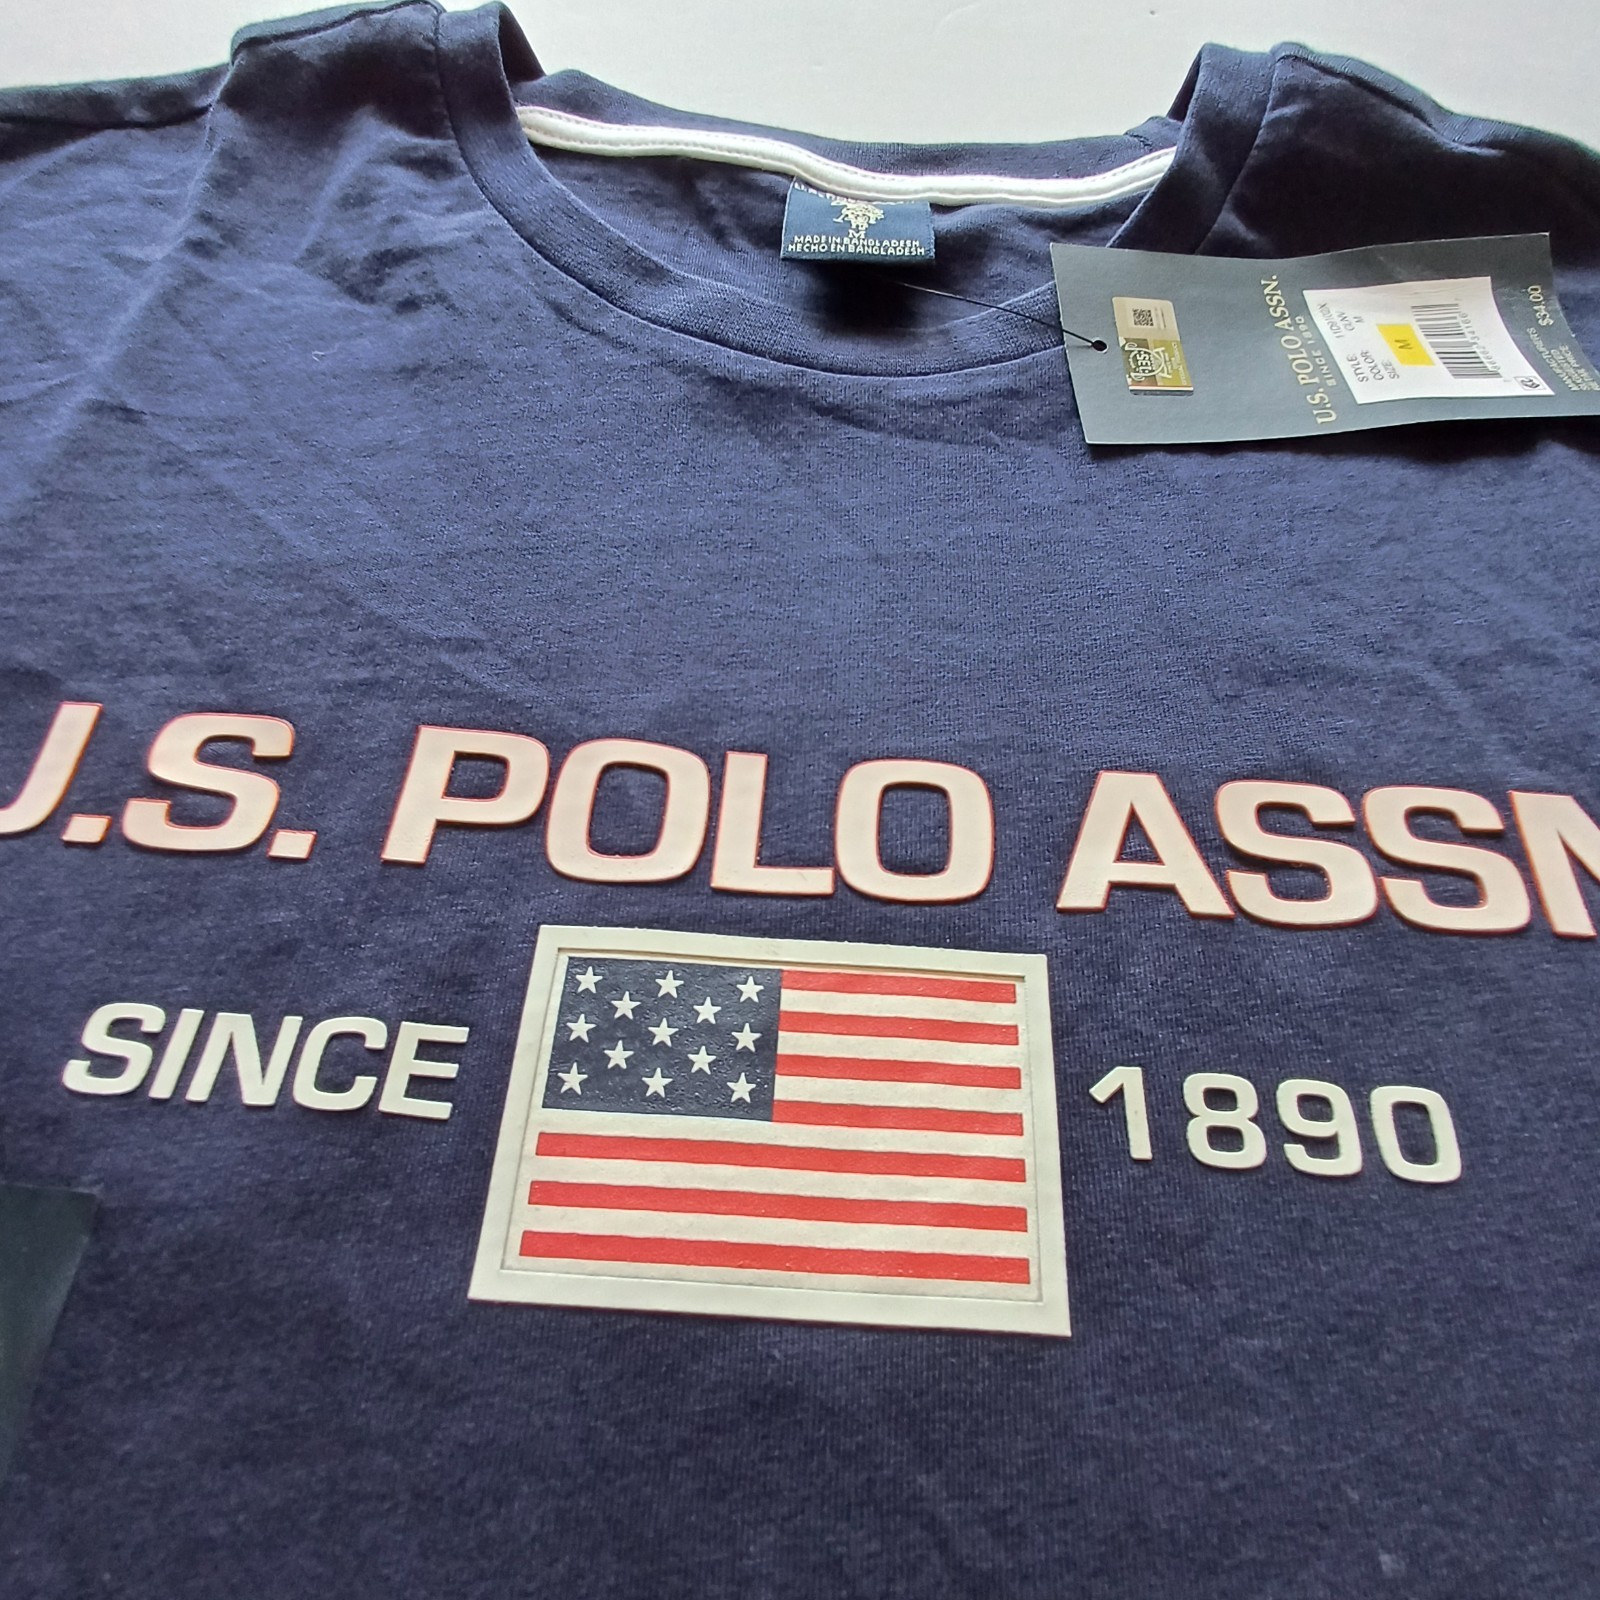 M
MADE IN BANGLADESH
HECHO EN BANGLADESH
U.S. POLO ASSN.
SINCE 1890
STYLE:
COLOR:
SIZE: M
M
$34.00
U.S. POLO ASSN
SINCE 1890